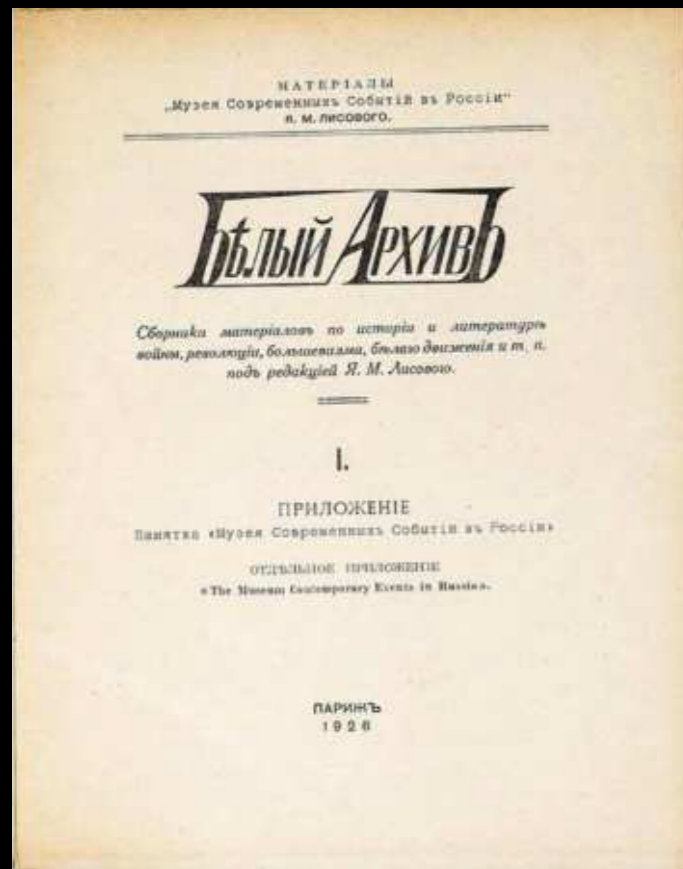 МАТЕРІАЛЫ
„Музея Современныхъ Событій въ Россіи“
Я. М. ЛИСОВОГО.
БѢЛЫЙ АРХИВЪ
Сборники матеріаловъ по исторіи и литературѣ
войны, революціи, большевизма, бѣлаго движенія и т. п.
подъ редакціей Я. М. Лисового.
I.
ПРИЛОЖЕНІЕ
Памятка «Музея Современныхъ Событій въ Россіи»
ОТДѢЛЬНОЕ ПРИЛОЖЕНІЕ
«The Museum Contemporary Events in Russia».
ПАРИЖЪ
1926